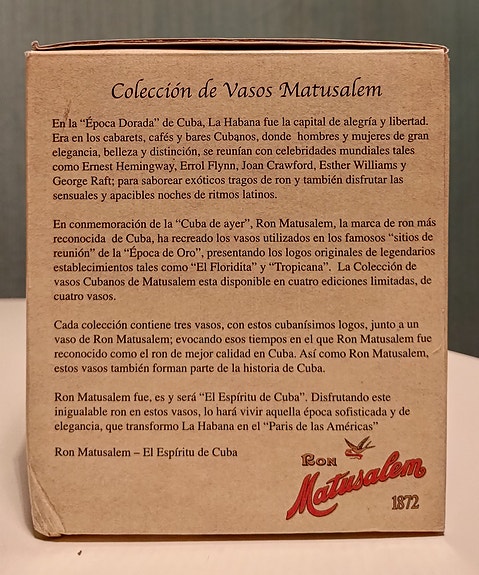 Colección de Vasos Matusalem
En la “Época Dorada” de Cuba, La Habana fue la capital de alegría y libertad.
Era en los cabarets, cafés y bares Cubanos, donde hombres y mujeres de gran
elegancia, belleza y distinción, se reunían con celebridades mundiales tales
como Ernest Hemingway, Errol Flynn, Joan Crawford, Esther Williams y
George Raft; para saborear exóticos tragos de ron y también disfrutar las
sensuales y apacibles noches de ritmos latinos.
En conmemoración de la “Cuba de ayer”, Ron Matusalem, la marca de ron más
reconocida de Cuba, ha recreado los vasos utilizados en los famosos “sitios de
reunión” de la “Época de Oro”, presentando los logos originales de legendarios
establecimientos tales como “El Floridita” y “Tropicana”. La Colección de
vasos Cubanos de Matusalem esta disponible en cuatro ediciones limitadas, de
cuatro vasos.
Cada colección contiene tres vasos, con estos cubanísimos logos, junto a un
vaso de Ron Matusalem; evocando esos tiempos en el que Ron Matusalem fue
reconocido como el ron de mejor calidad en Cuba. Así como Ron Matusalem,
estos vasos también forman parte de la historia de Cuba.
Ron Matusalem fue, es y será “El Espíritu de Cuba”. Disfrutando este
inigualable ron en estos vasos, lo hará vivir aquella época sofisticada y de
elegancia, que transformo La Habana en el “Paris de las Américas”
Ron Matusalem – El Espíritu de Cuba
RON
Matusalem
1872